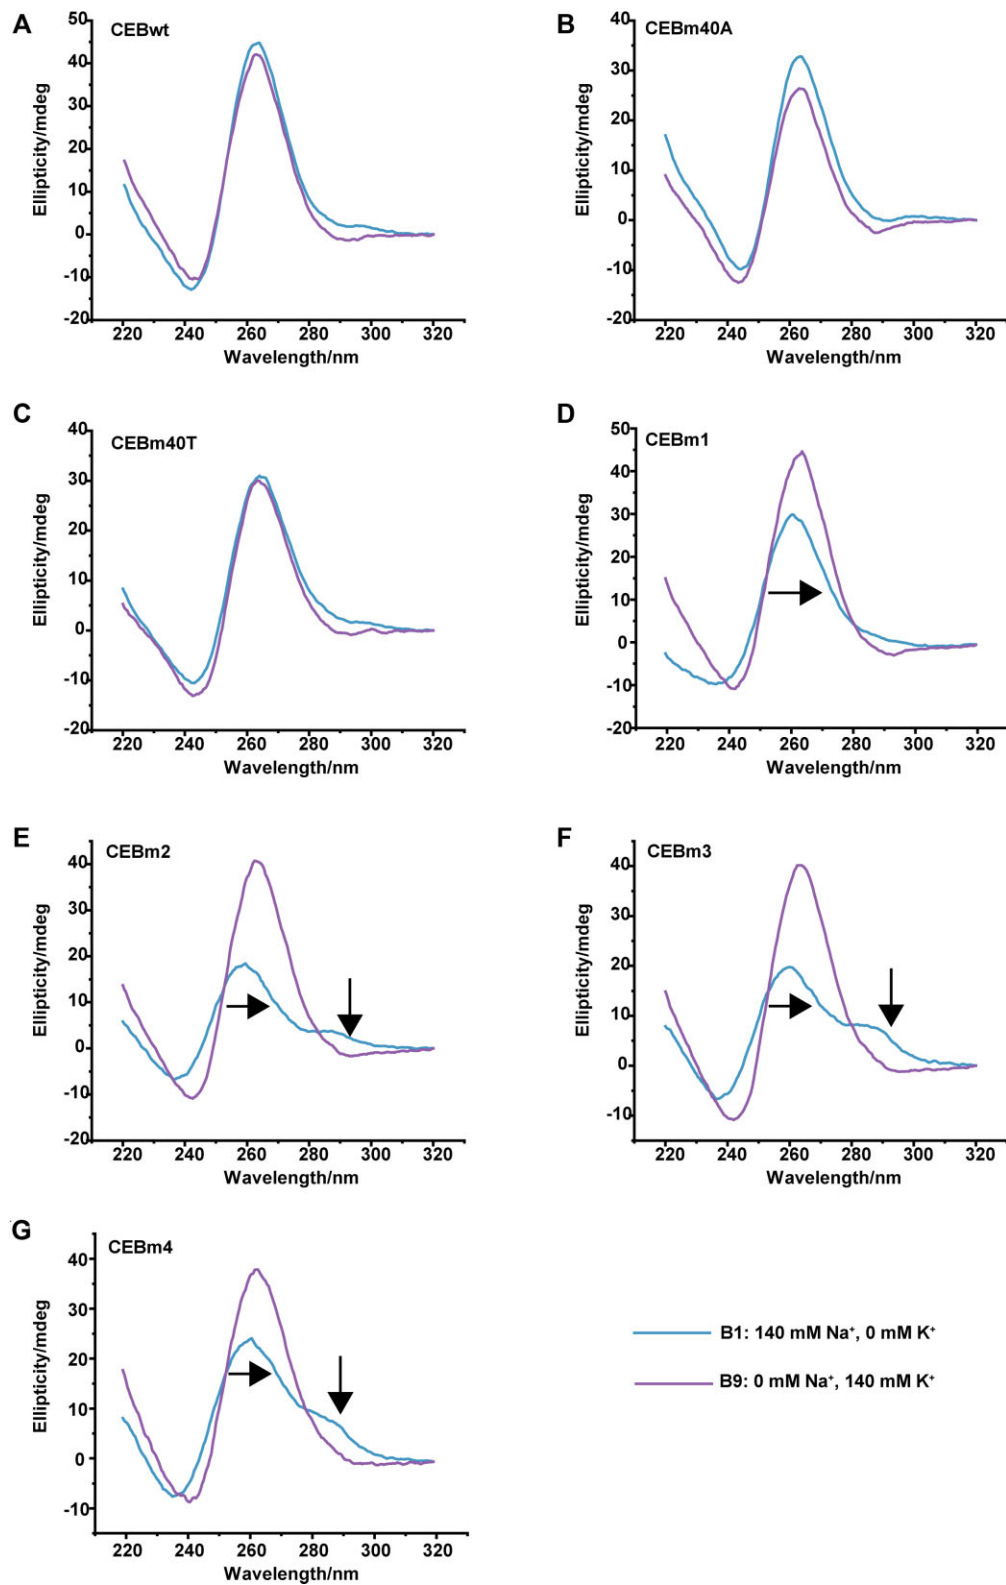 A
CEBwt
Ellipticity/mdeg
50
40
30
20
10
0
-10
-20
220 240 260 280 300 320
Wavelength/nm
B
CEBm40A
Ellipticity/mdeg
40
30
20
10
0
-10
-20
220 240 260 280 300 320
Wavelength/nm
C
CEBm40T
Ellipticity/mdeg
40
30
20
10
0
-10
-20
220 240 260 280 300 320
Wavelength/nm
D
CEBm1
Ellipticity/mdeg
50
40
30
20
10
0
-10
-20
220 240 260 280 300 320
Wavelength/nm
E
CEBm2
Ellipticity/mdeg
40
30
20
10
0
-10
-20
220 240 260 280 300 320
Wavelength/nm
F
CEBm3
Ellipticity/mdeg
40
30
20
10
0
-10
220 240 260 280 300 320
Wavelength/nm
G
CEBm4
Ellipticity/mdeg
40
30
20
10
0
-10
220 240 260 280 300 320
Wavelength/nm
B1: 140 mM Na⁺, 0 mM K⁺
B9: 0 mM Na⁺, 140 mM K⁺